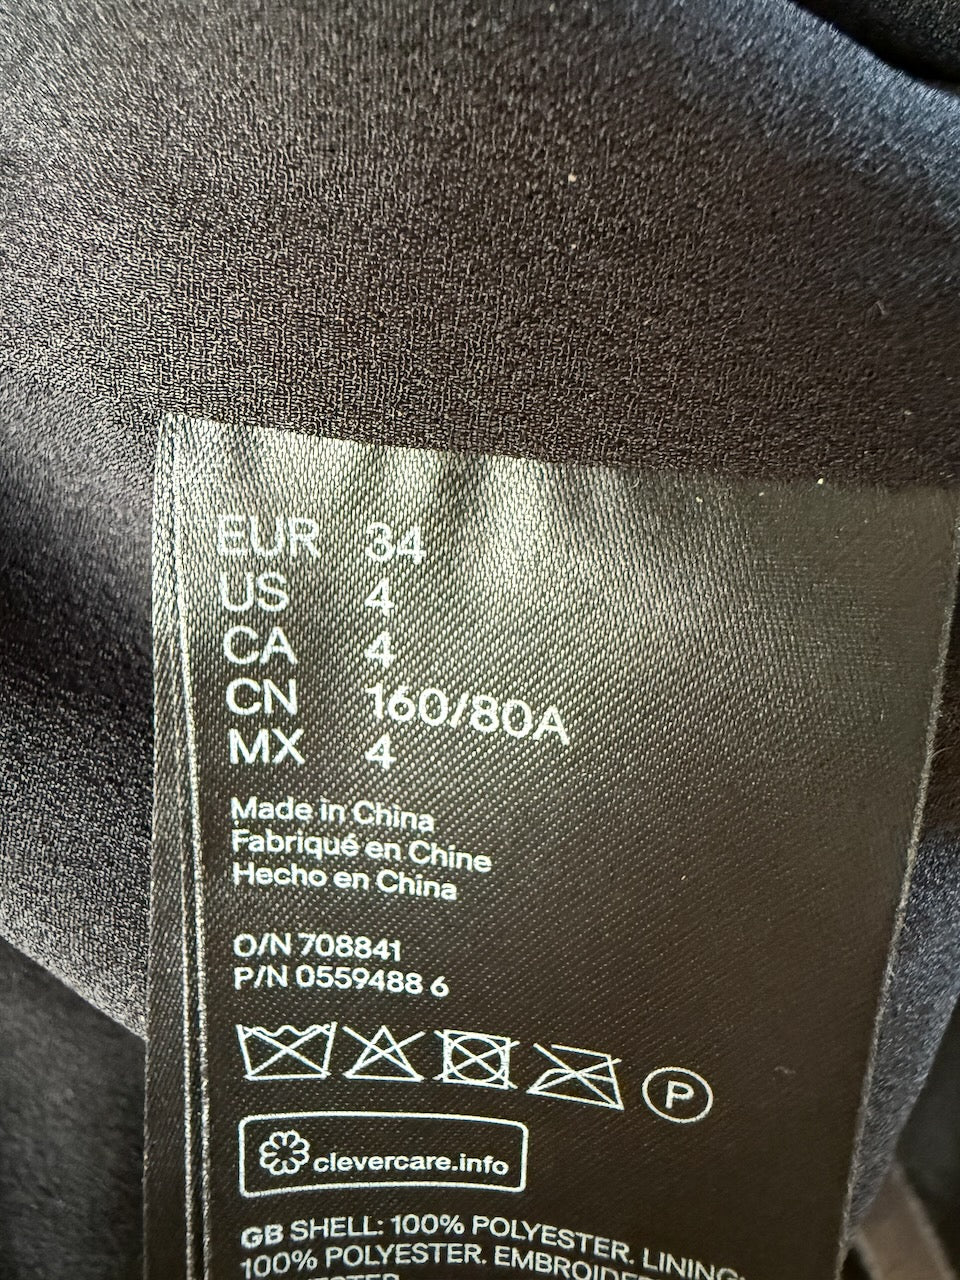 EUR 34
US 4
CA 4
CN 160/80A
MX 4
Made in China
Fabriqué en Chine
Hecho en China
O/N 708841
P/N 0559488 6
P
clevercare.info
GB SHELL: 100% POLYESTER. LINING:
100% POLYESTER.